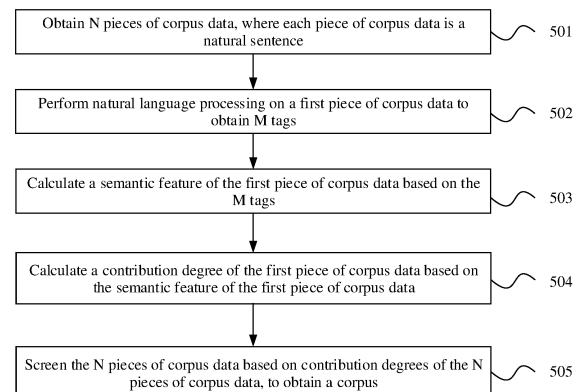 Obtain N pieces of corpus data, where each piece of corpus data is a
natural sentence
501
Perform natural language processing on a first piece of corpus data to
obtain M tags
502
Calculate a semantic feature of the first piece of corpus data based on the
M tags
503
Calculate a contribution degree of the first piece of corpus data based on
the semantic feature of the first piece of corpus data
504
Screen the N pieces of corpus data based on contribution degrees of the N
pieces of corpus data, to obtain a corpus
505